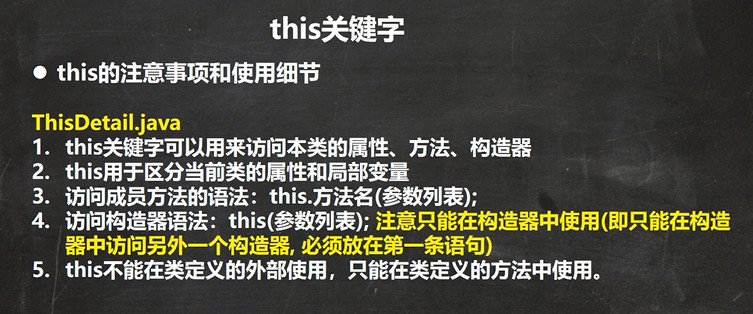 this关键字
● this的注意事项和使用细节
ThisDetail.java
1. this关键字可以用来访问本类的属性、方法、构造器
2. this用于区分当前类的属性和局部变量
3. 访问成员方法的语法：this.方法名(参数列表);
4. 访问构造器语法：this(参数列表); 注意只能在构造器中使用(即只能在构造
器中访问另外一个构造器, 必须放在第一条语句)
5. this不能在类定义的外部使用，只能在类定义的方法中使用。